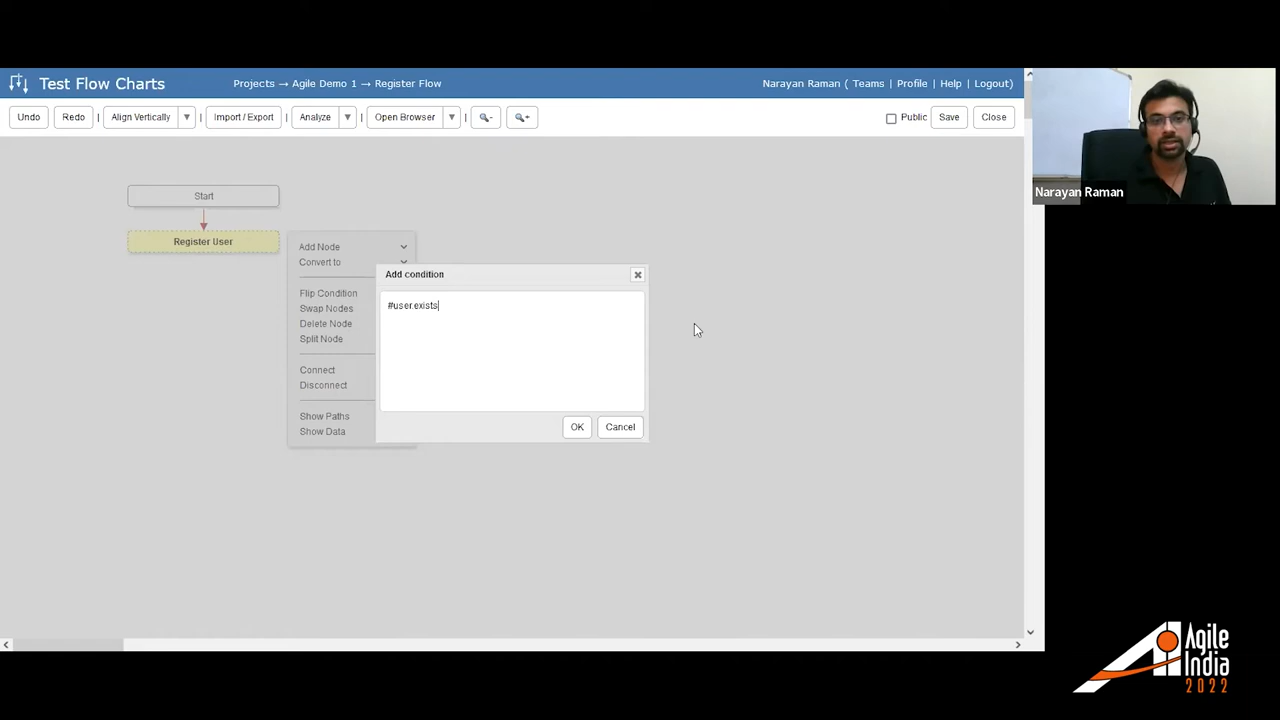 Test Flow Charts
Projects → Agile Demo 1 → Register Flow
Narayan Raman ( Teams | Profile | Help | Logout)
Undo
Redo
Align Vertically
Import / Export
Analyze
Open Browser
Public
Save
Close
Narayan Raman
Start
Register User
Add Node
Convert to
Flip Condition
Swap Nodes
Delete Node
Split Node
Connect
Disconnect
Show Paths
Show Data
Add condition
#user.exists
OK
Cancel
Agile
India
2022